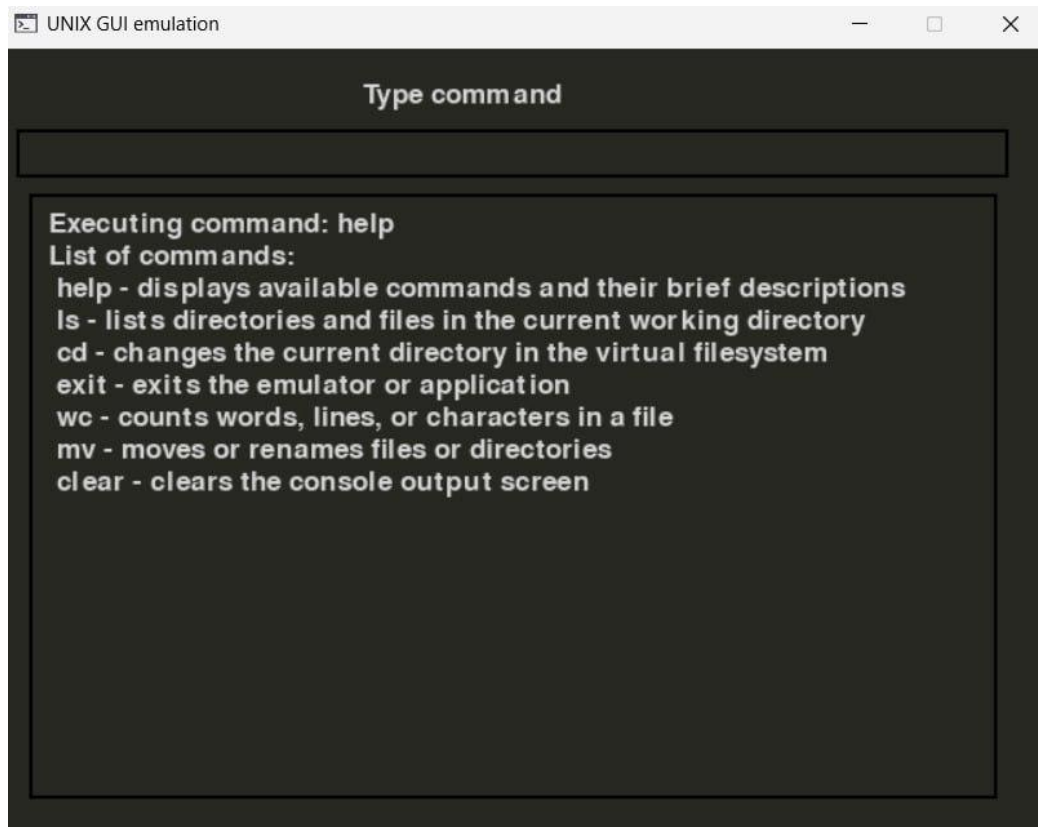 UNIX GUI emulation
Type command
Executing command: help
List of commands:
help - displays available commands and their brief descriptions
ls - lists directories and files in the current working directory
cd - changes the current directory in the virtual filesystem
exit - exits the emulator or application
wc - counts words, lines, or characters in a file
mv - moves or renames files or directories
clear - clears the console output screen